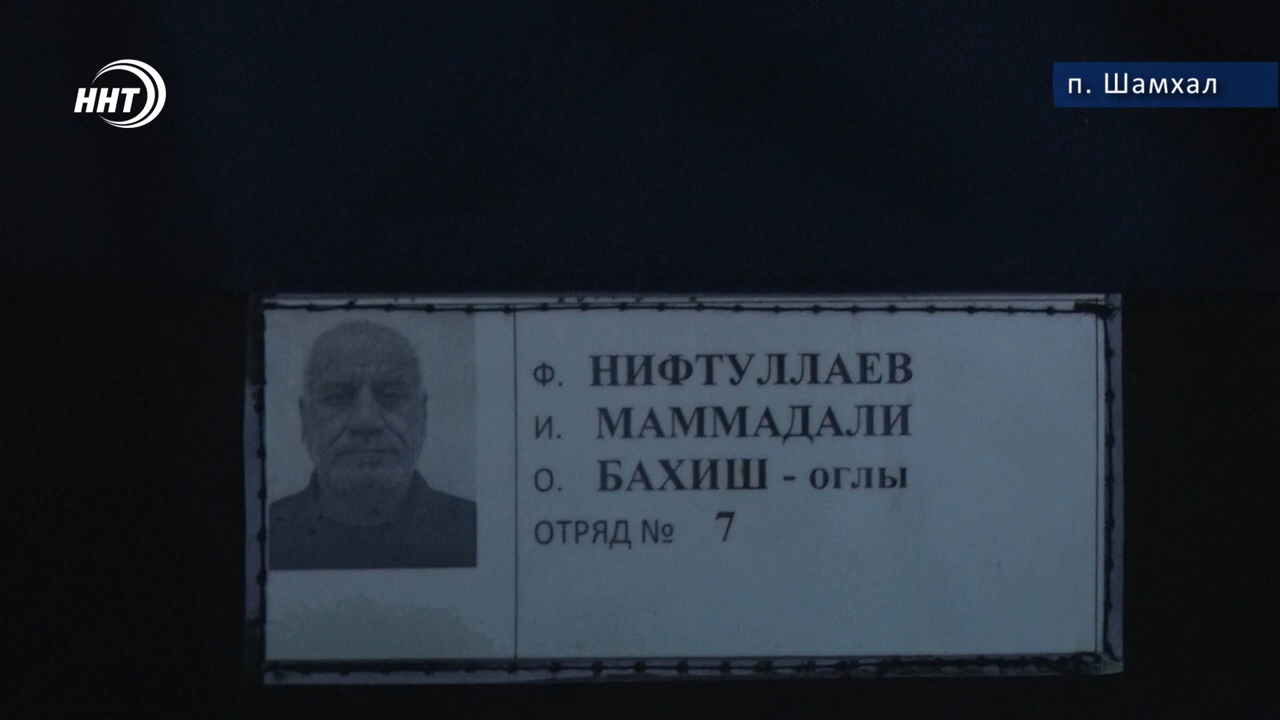 ННТ
п. Шамхал
Ф. НИФТУЛЛАЕВ
И. МАММАДАЛИ
О. БАХИШ - оглы
ОТРЯД № 7